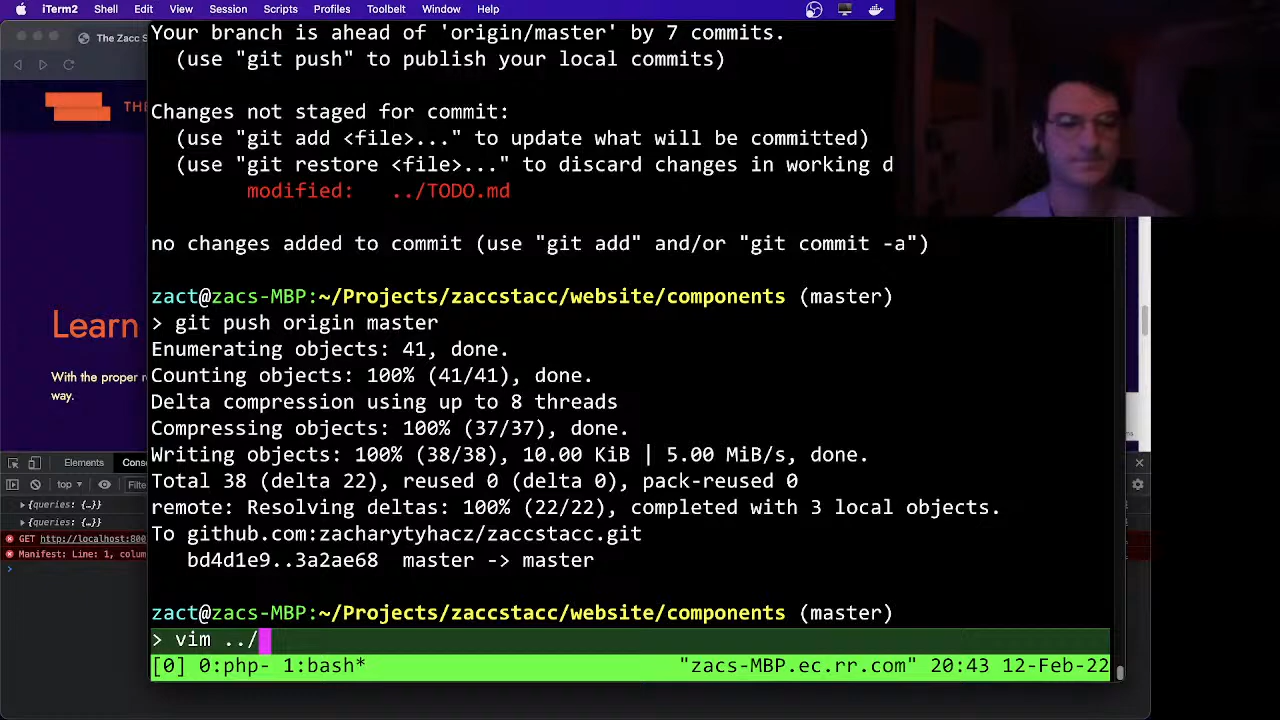 iTerm2 Shell Edit View Session Scripts Profiles Toolbelt Window Help
The Zacc S
THE
Learn
With the proper r
way.
Elements Cons
top Filte
{queries: {…}}
{queries: {…}}
GET http://localhost:800
Manifest: Line: 1, colum
Your branch is ahead of 'origin/master' by 7 commits.
(use "git push" to publish your local commits)
Changes not staged for commit:
(use "git add <file>..." to update what will be committed)
(use "git restore <file>..." to discard changes in working d
modified: ../TODO.md
no changes added to commit (use "git add" and/or "git commit -a")
zact@zacs-MBP:~/Projects/zaccstacc/website/components (master)
> git push origin master
Enumerating objects: 41, done.
Counting objects: 100% (41/41), done.
Delta compression using up to 8 threads
Compressing objects: 100% (37/37), done.
Writing objects: 100% (38/38), 10.00 KiB | 5.00 MiB/s, done.
Total 38 (delta 22), reused 0 (delta 0), pack-reused 0
remote: Resolving deltas: 100% (22/22), completed with 3 local objects.
To github.com:zacharytyhacz/zaccstacc.git
bd4d1e9..3a2ae68 master -> master
zact@zacs-MBP:~/Projects/zaccstacc/website/components (master)
> vim ../
[0] 0:php- 1:bash* "zacs-MBP.ec.rr.com" 20:43 12-Feb-22